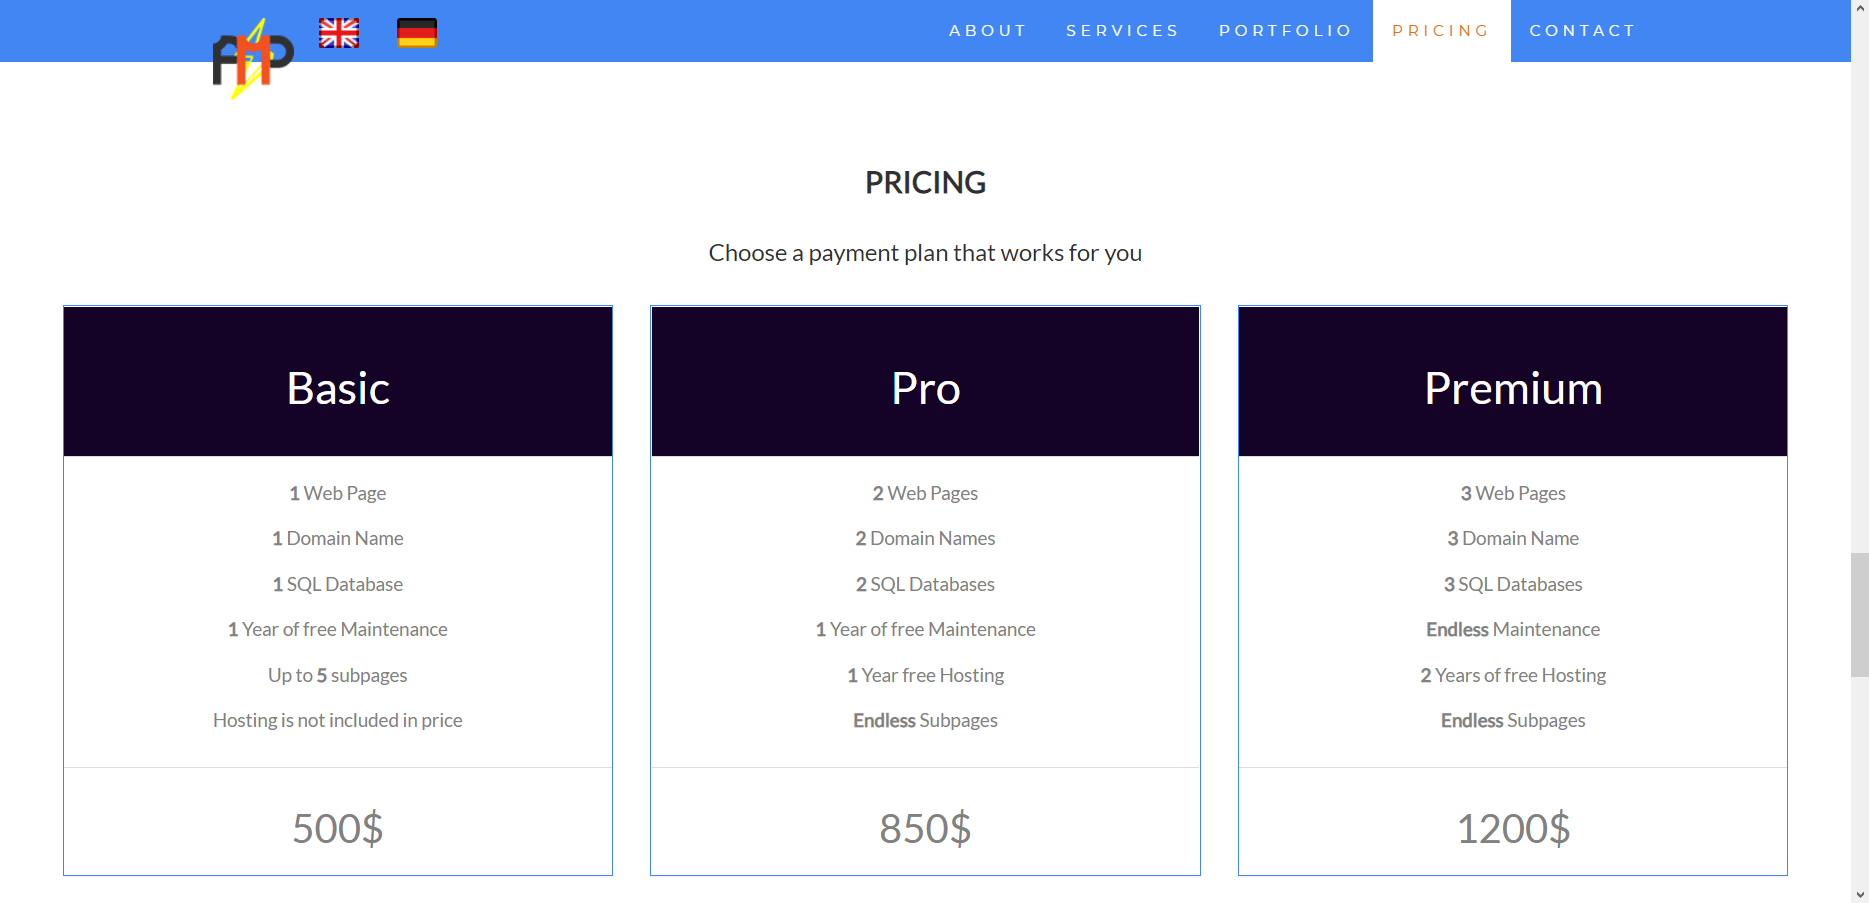 AMP
ABOUT SERVICES PORTFOLIO PRICING CONTACT
PRICING
Choose a payment plan that works for you
Basic
1 Web Page
1 Domain Name
1 SQL Database
1 Year of free Maintenance
Up to 5 subpages
Hosting is not included in price
500$
Pro
2 Web Pages
2 Domain Names
2 SQL Databases
1 Year of free Maintenance
1 Year free Hosting
Endless Subpages
850$
Premium
3 Web Pages
3 Domain Name
3 SQL Databases
Endless Maintenance
2 Years of free Hosting
Endless Subpages
1200$